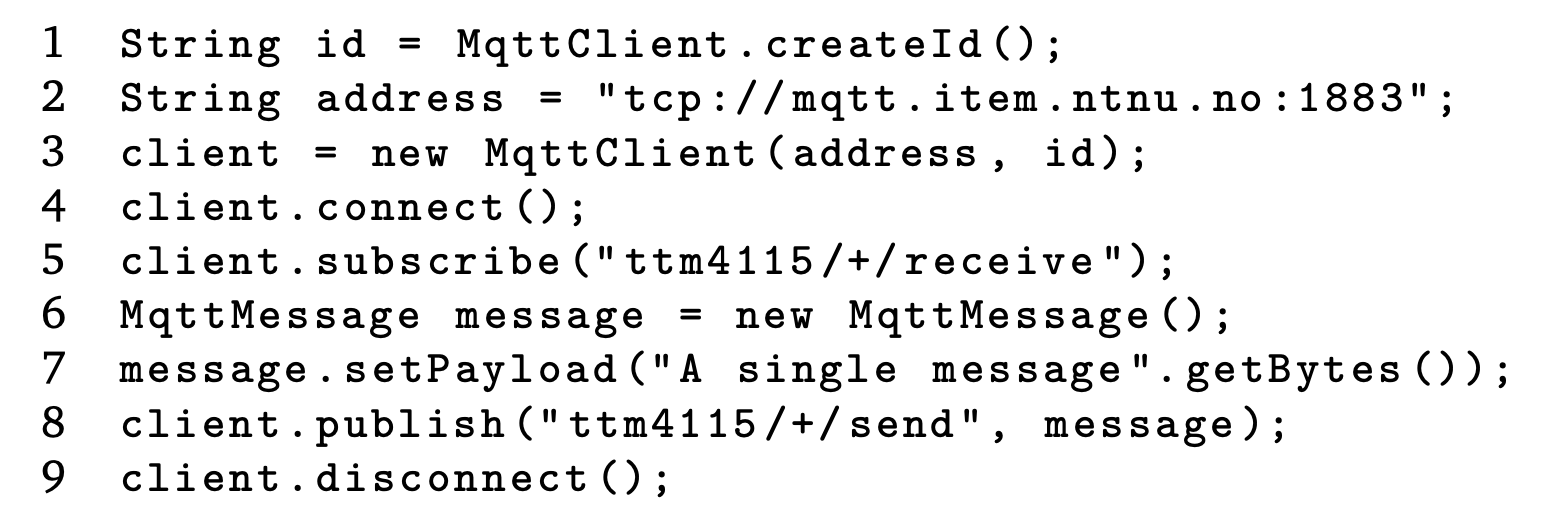 1 String id = MqttClient.createId();
2 String address = "tcp://mqtt.item.ntnu.no:1883";
3 client = new MqttClient(address, id);
4 client.connect();
5 client.subscribe("ttm4115/+/receive");
6 MqttMessage message = new MqttMessage();
7 message.setPayload("A single message".getBytes());
8 client.publish("ttm4115/+/send", message);
9 client.disconnect();